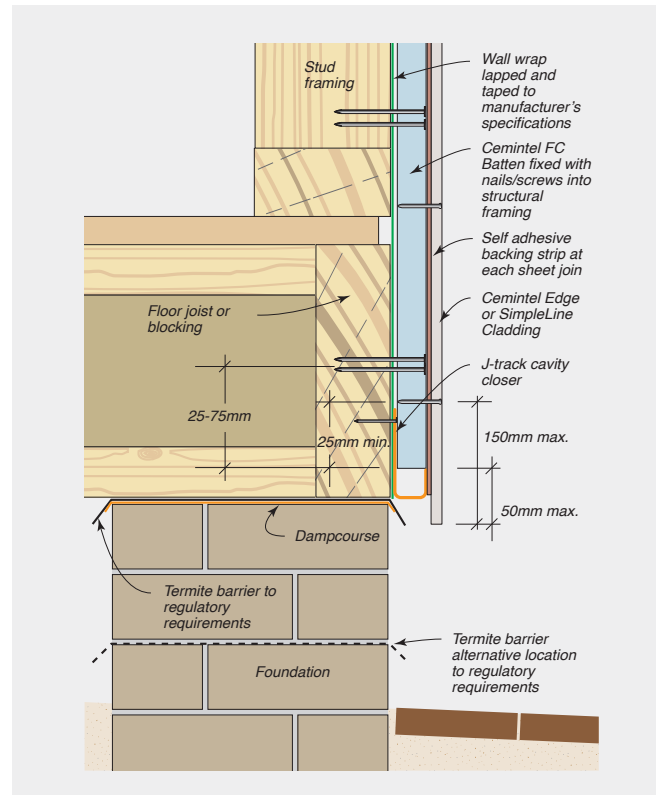 Stud
framing
Wall wrap
lapped and
taped to
manufacturer's
specifications
Cemintel FC
Batten fixed with
nails/screws into
structural
framing
Self adhesive
backing strip at
each sheet join
Floor joist or
blocking
Cemintel Edge
or SimpleLine
Cladding
J-track cavity
closer
25-75mm
25mm min.
150mm max.
50mm max.
Dampcourse
Termite barrier to
regulatory
requirements
Termite barrier
alternative location
to regulatory
requirements
Foundation